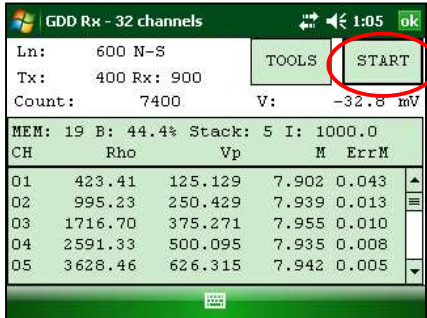 GDD Rx - 32 channels 1:05 ok
Ln: 600 N-S
TOOLS START
Tx: 400 Rx: 900
Count: 7400 V: -32.8 mV
MEM: 19 B: 44.4% Stack: 5 I: 1000.0
CH Rho Vp M ErrM
01 423.41 125.129 7.902 0.043
02 995.23 250.429 7.939 0.013
03 1716.70 375.271 7.955 0.010
04 2591.33 500.095 7.935 0.008
05 3628.46 626.315 7.942 0.005